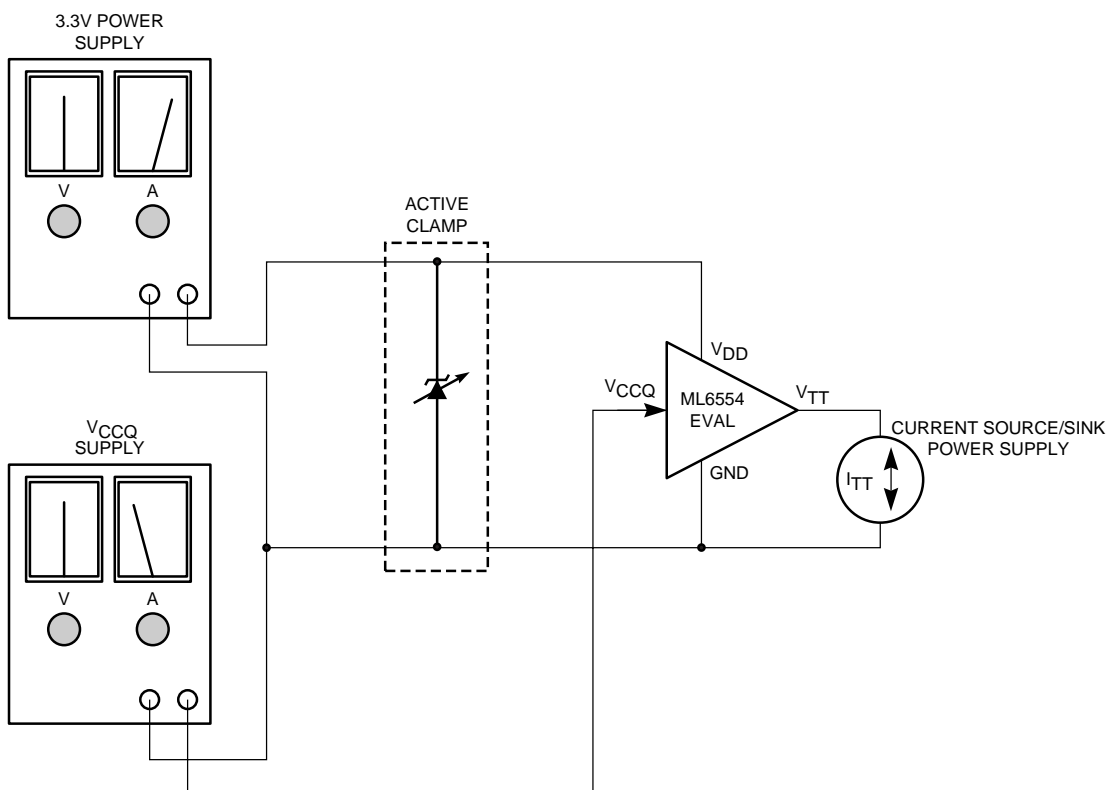 3.3V POWER
SUPPLY
V
A
ACTIVE
CLAMP
VDD
VCCQ
ML6554
EVAL
VTT
GND
CURRENT SOURCE/SINK
POWER SUPPLY
ITT
VCCQ
SUPPLY
V
A